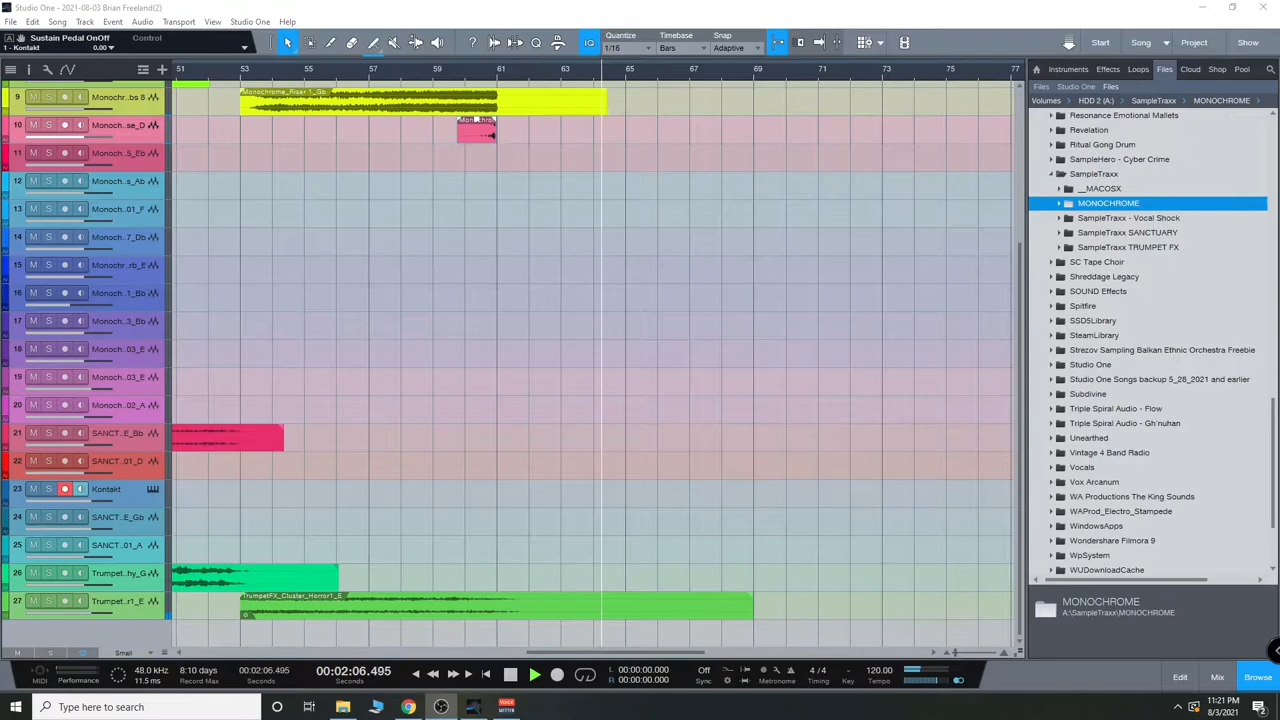 Studio One - 2021-08-03 Brian Freeland(2)
File Edit Song Track Event Audio Transport View Studio One Help
Sustain Pedal OnOff Control
1 - Kontakt 0.00
Quantize Timebase Snap
1/16 Bars Adaptive
IQ
Start Song Project Show
51 53 55 57 59 61 63 65 67 69 71 73 75 77
Instruments Effects Loops Files Cloud Shop Pool
Files Studio One Files
Volumes HDD 2 (A:) SampleTraxx MONOCHROME
9 M S Monochr..bs 8
Monochrome_Riser 1_Gb
10 M S Monoch...se_D
11 M S Monoch...5_Eb
12 M S Monoch...s_Ab
13 M S Monoch...01_F
14 M S Monoch...7_Db
15 M S Monochr...rb_E
16 M S Monoch...1_Bb
17 M S Monoch...3_Bb
18 M S Monoch...03_E
19 M S Monoch...03_E
20 M S Monoch...02_A
21 M S SANCT...E_Bb
22 M S SANCT...01_D
23 M S Kontakt
24 M S SANCT...E_Gb
25 M S SANCT...01_A
26 M S Trumpet...hy_G
27 M S Trumpet...r1_E
TrumpetFX_Cluster_Horror1_E
Resonance Emotional Mallets
Revelation
Ritual Gong Drum
SampleHero - Cyber Crime
SampleTraxx
__MACOSX
MONOCHROME
SampleTraxx - Vocal Shock
SampleTraxx SANCTUARY
SampleTraxx TRUMPET FX
SC Tape Choir
Shreddage Legacy
SOUND Effects
Spitfire
SSD5Library
SteamLibrary
Strezov Sampling Balkan Ethnic Orchestra Freebie
Studio One
Studio One Songs backup 5_28_2021 and earlier
Subdivine
Triple Spiral Audio - Flow
Triple Spiral Audio - Gh'nuhan
Unearthed
Vintage 4 Band Radio
Vocals
Vox Arcanum
WA Productions The King Sounds
WAProd_Electro_Stampede
WindowsApps
Wondershare Filmora 9
WpSystem
WUDownloadCache
MONOCHROME
A:\SampleTraxx\MONOCHROME
M S Small
MIDI 48.0 kHz 8:10 days 00:02:06.495 00:02:06.495 L 00:00:00.000 Off 4 / 4 120.00
Performance 11.5 ms Record Max Seconds Seconds R 00:00:00.000 Sync Metronome Timing Key Tempo
Edit Mix Browse
Type here to search
11:21 PM
8/3/2021
2